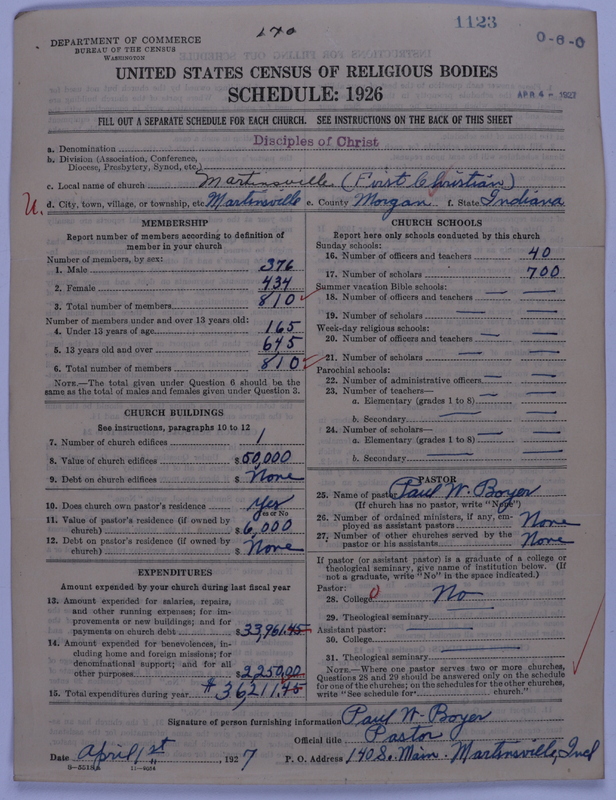 170
1123
0-8-0
DEPARTMENT OF COMMERCE
BUREAU OF THE CENSUS
WASHINGTON
UNITED STATES CENSUS OF RELIGIOUS BODIES
SCHEDULE: 1926
APR 4 - 1927
FILL OUT A SEPARATE SCHEDULE FOR EACH CHURCH. SEE INSTRUCTIONS ON THE BACK OF THIS SHEET
a. Denomination Disciples of Christ
b. Division (Association, Conference,
Diocese, Presbytery, Synod, etc.)
c. Local name of church Martinsville (First Christian)
U. d. City, town, village, or township, etc. Martinsville e. County Morgan f. State Indiana
MEMBERSHIP
Report number of members according to definition of
member in your church
Number of members, by sex:
1. Male 376
2. Female 434
3. Total number of members 810
Number of members under and over 13 years old:
4. Under 13 years of age 165
5. 13 years old and over 645
6. Total number of members 810
NOTE.—The total given under Question 6 should be the
same as the total of males and females given under Question 3.
CHURCH BUILDINGS
See instructions, paragraphs 10 to 12
7. Number of church edifices 1
8. Value of church edifices $50,000
9. Debt on church edifices $ None
10. Does church own pastor's residence Yes
Yes or No
11. Value of pastor's residence (if owned by
church) $6,000
12. Debt on pastor's residence (if owned by
church) $ None
EXPENDITURES
Amount expended by your church during last fiscal year
13. Amount expended for salaries, repairs,
and other running expenses; for im-
provements or new buildings; and for
payments on church debt $33,961.45
14. Amount expended for benevolences, in-
cluding home and foreign missions; for
denominational support; and for all
other purposes $2,250.00
15. Total expenditures during year $36,211.45
CHURCH SCHOOLS
Report here only schools conducted by this church
Sunday schools:
16. Number of officers and teachers 40
17. Number of scholars 700
Summer vacation Bible schools:
18. Number of officers and teachers
19. Number of scholars
Week-day religious schools:
20. Number of officers and teachers
21. Number of scholars
Parochial schools:
22. Number of administrative officers
23. Number of teachers—
a. Elementary (grades 1 to 8)
b. Secondary
24. Number of scholars—
a. Elementary (grades 1 to 8)
b. Secondary
PASTOR
25. Name of pastor Paul W. Boyer
(If church has no pastor, write "None")
26. Number of ordained ministers, if any, em-
ployed as assistant pastors None
27. Number of other churches served by the
pastor or his assistants None
If pastor (or assistant pastor) is a graduate of a college or
theological seminary, give name of institution below. (If
not a graduate, write "No" in the space indicated.)
Pastor:
28. College 0 No
29. Theological seminary
Assistant pastor:
30. College
31. Theological seminary
NOTE.—Where one pastor serves two or more churches,
Questions 28 and 29 should be answered only on the schedule
for one of the churches; on the schedules for the other churches,
write "See schedule for church."
Signature of person furnishing information Paul W. Boyer
Official title Pastor
Date April 1st 1927 P. O. Address 140 S. Main. Martinsville, Ind